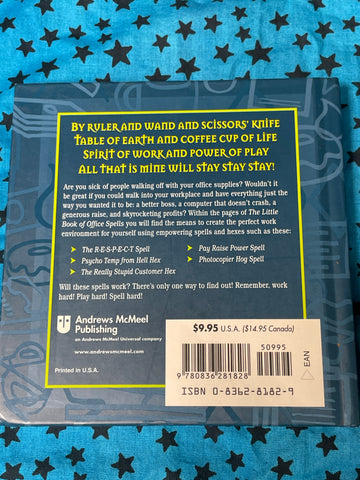 By ruler and wand and scissors' knife
Table of earth and coffee cup of life
Spirit of work and power of play
All that is mine will stay stay stay!
Are you sick of people walking off with your office supplies? Wouldn't it
be great if you could walk into your workplace and have everything just the
way you wanted it to be: a better boss, a computer that doesn't crash, a
generous raise, and skyrocketing profits? Within the pages of The Little
Book of Office Spells you will find the means to create the perfect work
environment for yourself using empowering spells and hexes such as these:
• The R-E-S-P-E-C-T Spell
• Pay Raise Power Spell
• Psycho Temp from Hell Hex
• Photocopier Hog Spell
• The Really Stupid Customer Hex
Will these spells work? There's only one way to find out! Remember, work
hard! Play hard! Spell hard!
Andrews McMeel
Publishing
an Andrews McMeel Universal company
www.andrewsmcmeel.com
Printed in U.S.A.
$9.95 U.S.A. ($14.95 Canada)
50995
EAN
9 780836 281828
ISBN 0-8362-8182-9